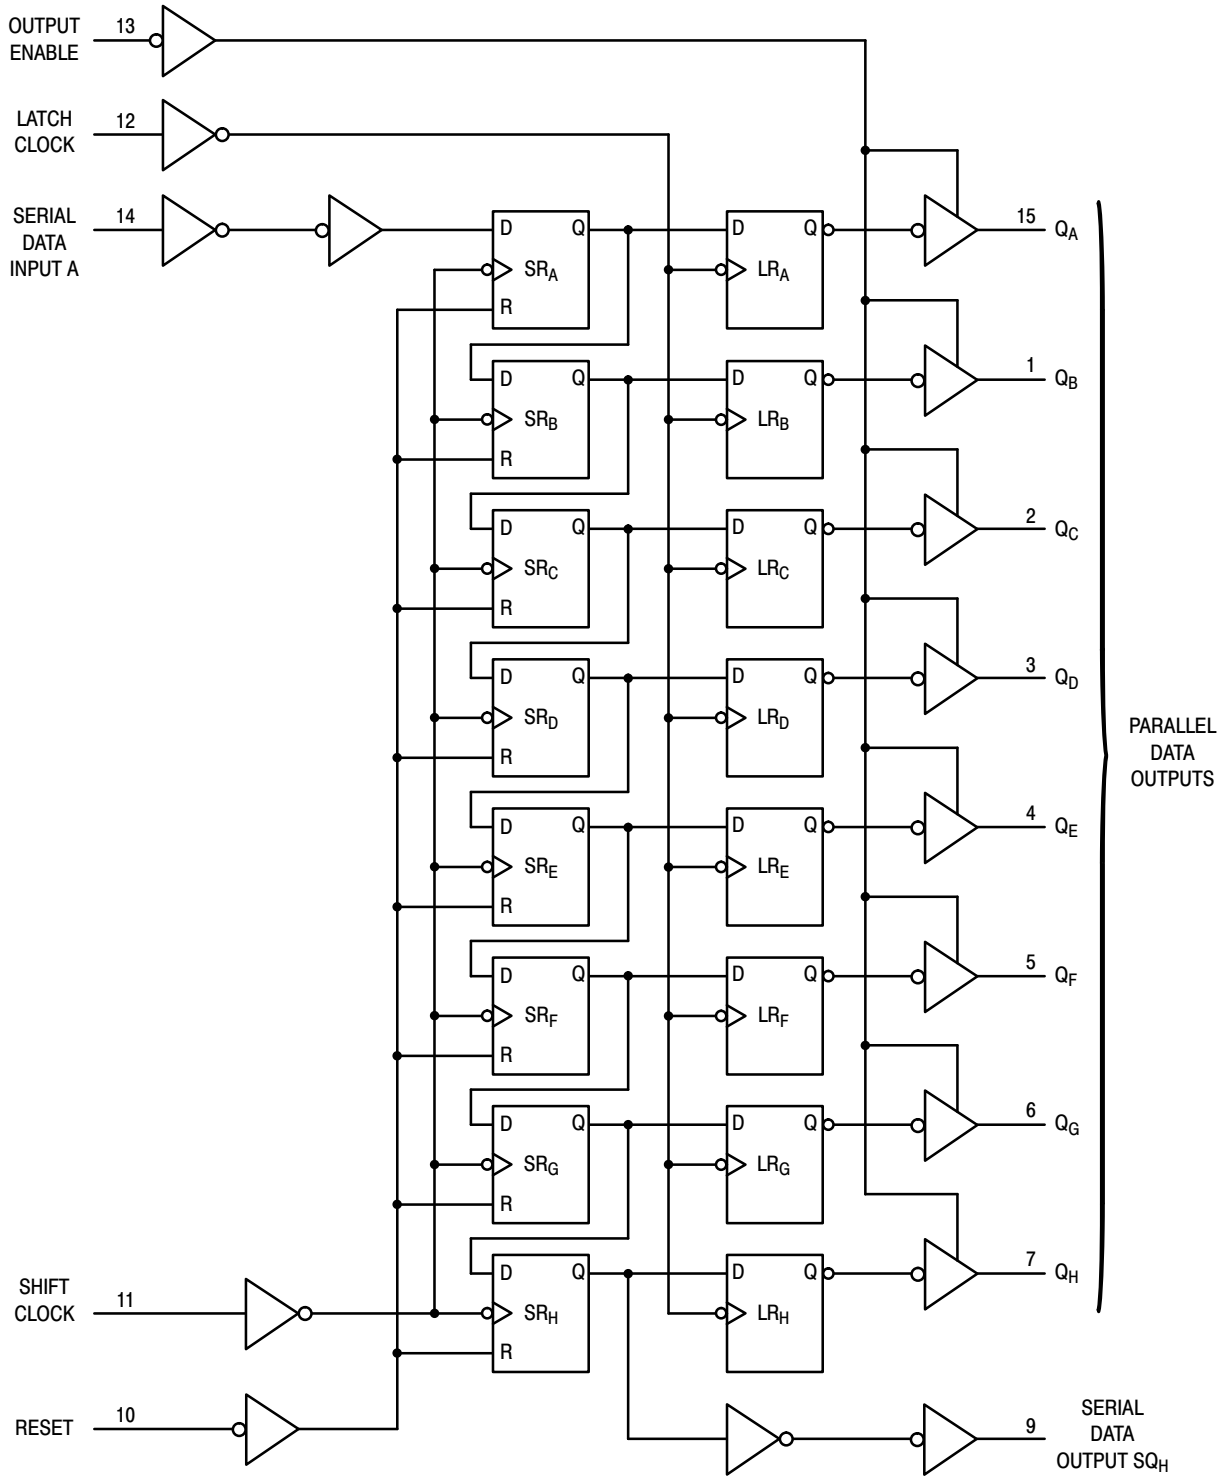 OUTPUT
ENABLE
13
LATCH
CLOCK
12
SERIAL
DATA
INPUT A
14
D Q
SRA
R
D Q
LRA
15 QA
D Q
SRB
R
D Q
LRB
1 QB
D Q
SRC
R
D Q
LRC
2 QC
D Q
SRD
R
D Q
LRD
3 QD
PARALLEL
DATA
OUTPUTS
D Q
SRE
R
D Q
LRE
4 QE
D Q
SRF
R
D Q
LRF
5 QF
D Q
SRG
R
D Q
LRG
6 QG
SHIFT
CLOCK
11
D Q
SRH
R
D Q
LRH
7 QH
RESET
10
9
SERIAL
DATA
OUTPUT SQH